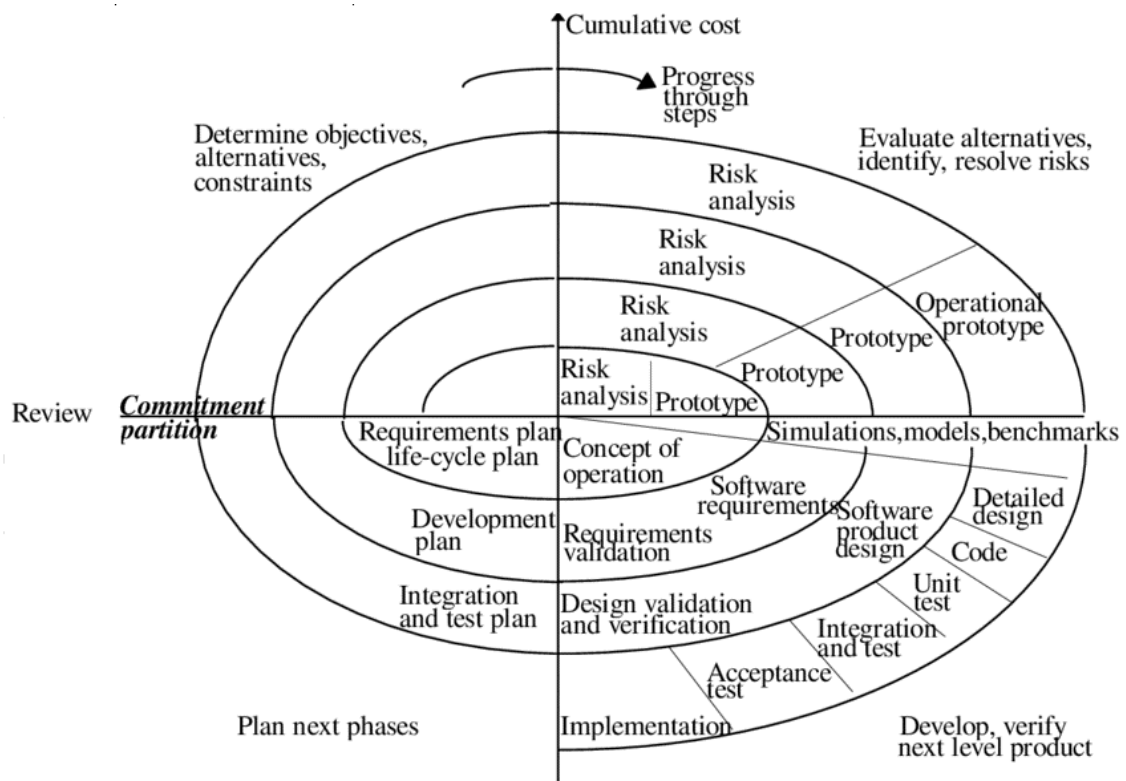 Cumulative cost
Progress
through
steps
Determine objectives,
alternatives,
constraints
Evaluate alternatives,
identify, resolve risks
Risk
analysis
Risk
analysis
Risk
analysis
Risk
analysis
Operational
prototype
Prototype
Prototype
Prototype
Review
Commitment
partition
Requirements plan
life-cycle plan
Concept of
operation
Simulations, models, benchmarks
Software
requirements
Software
product
design
Detailed
design
Development
plan
Requirements
validation
Code
Unit
test
Integration
and test plan
Design validation
and verification
Integration
and test
Acceptance
test
Plan next phases
Implementation
Develop, verify
next level product